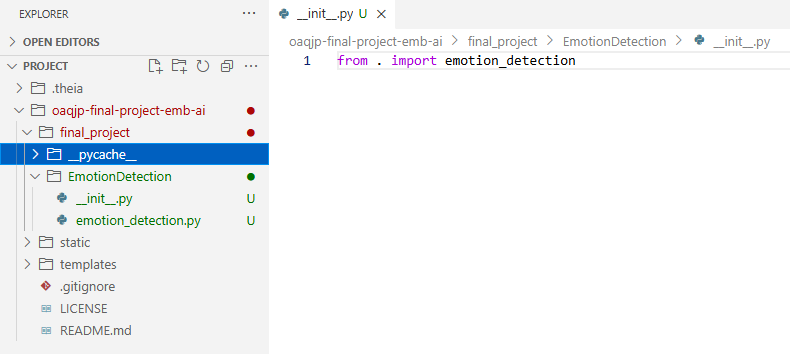 EXPLORER
OPEN EDITORS
PROJECT
.theia
oaqjp-final-project-emb-ai
final_project
__pycache__
EmotionDetection
__init__.py U
emotion_detection.py U
static
templates
.gitignore
LICENSE
README.md
__init__.py U
oaqjp-final-project-emb-ai > final_project > EmotionDetection > __init__.py
1 from . import emotion_detection